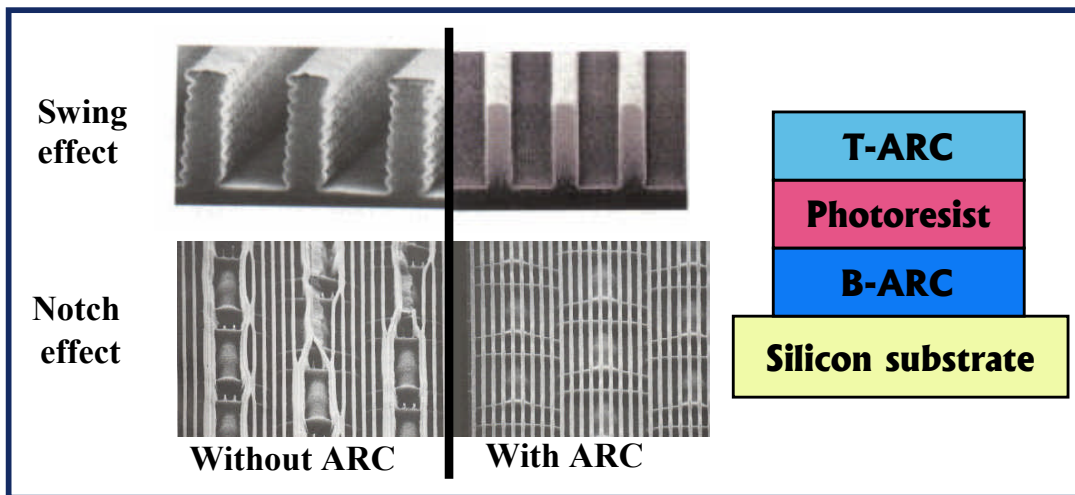 Swing
effect
Notch
effect
Without ARC
With ARC
T-ARC
Photoresist
B-ARC
Silicon substrate